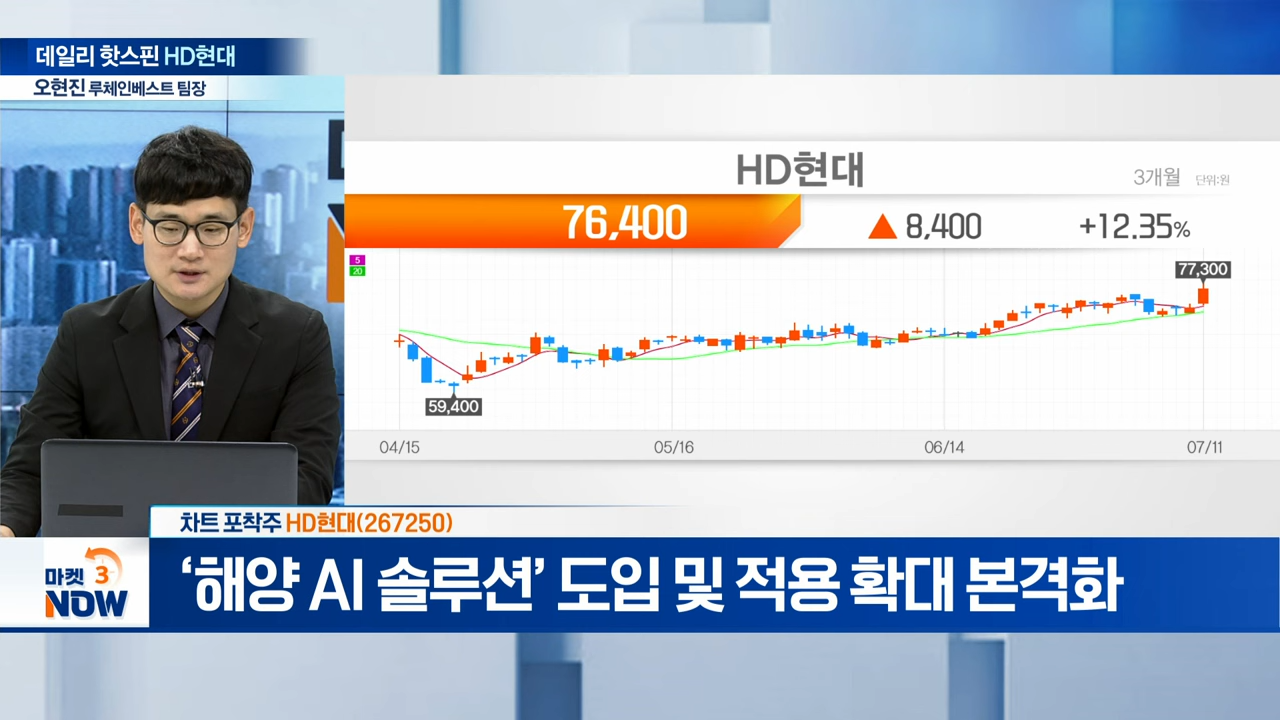 데일리 핫스핀 HD현대
오현진 루체인베스트 팀장
HD현대
3개월 단위:원
76,400 ▲ 8,400 +12.35%
5
20
77,300
59,400
04/15 05/16 06/14 07/11
차트 포착주 HD현대(267250)
마켓 3
NOW
‘해양 AI 솔루션’ 도입 및 적용 확대 본격화